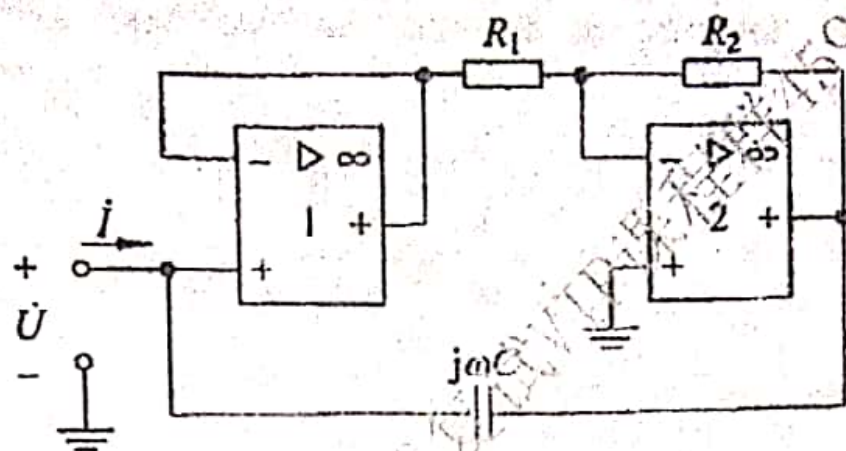 R₁ R₂
- ▷ ∞ - ▷ ∞
1 + 2 +
İ
+ + +
U̇
jωC
-